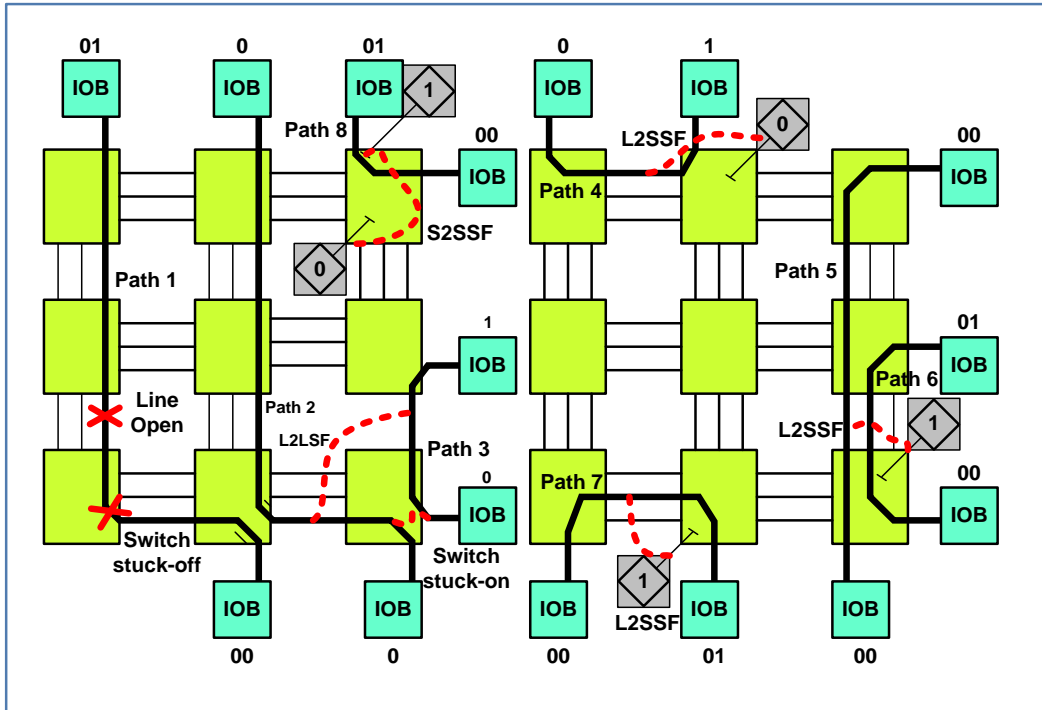 01 0 01 0 1
IOB IOB IOB 1 IOB IOB
Path 8 00 L2SSF 0 00
IOB Path 4 IOB
S2SSF
0
Path 1 Path 5
1 01
IOB IOB
Line
Open
Path 2
Path 6
L2LSF
Path 3
L2SSF 1
0 00
Path 7
IOB IOB
Switch
stuck-off
Switch
stuck-on
1
IOB IOB IOB IOB IOB
L2SSF
00 0 00 01 00